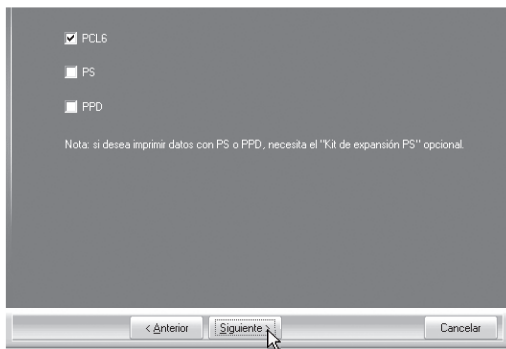 PCL6
PS
PPD
Nota: si desea imprimir datos con PS o PPD, necesita el "Kit de expansión PS" opcional.
< Anterior
Siguiente >
Cancelar